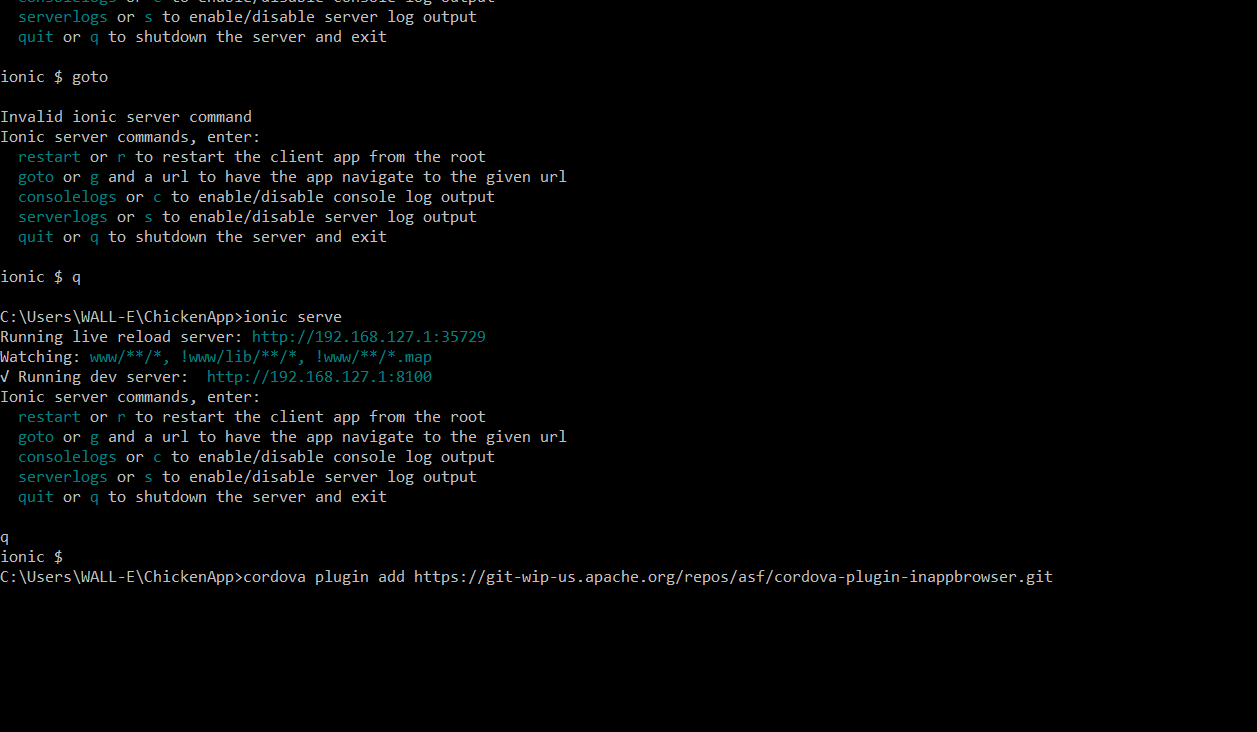 consolelogs or c to enable/disable console log output
serverlogs or s to enable/disable server log output
quit or q to shutdown the server and exit
ionic $ goto
Invalid ionic server command
Ionic server commands, enter:
restart or r to restart the client app from the root
goto or g and a url to have the app navigate to the given url
consolelogs or c to enable/disable console log output
serverlogs or s to enable/disable server log output
quit or q to shutdown the server and exit
ionic $ q
C:\Users\WALL-E\ChickenApp>ionic serve
Running live reload server: http://192.168.127.1:35729
Watching: www/**/*, !www/lib/**/*, !www/**/*.map
√ Running dev server:  http://192.168.127.1:8100
Ionic server commands, enter:
restart or r to restart the client app from the root
goto or g and a url to have the app navigate to the given url
consolelogs or c to enable/disable console log output
serverlogs or s to enable/disable server log output
quit or q to shutdown the server and exit
q
ionic $
C:\Users\WALL-E\ChickenApp>cordova plugin add https://git-wip-us.apache.org/repos/asf/cordova-plugin-inappbrowser.git